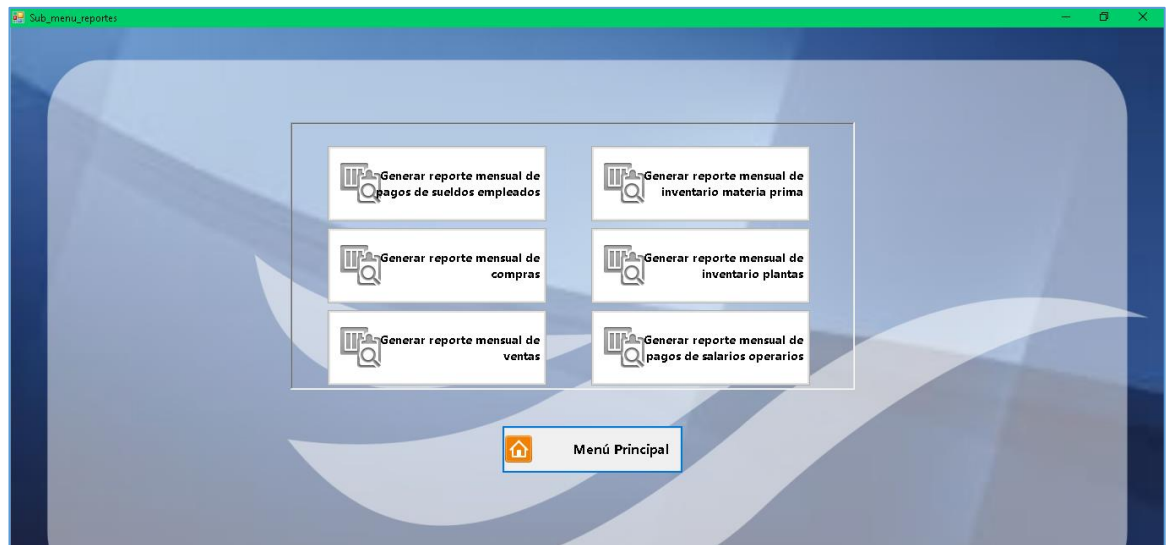 Sub_menu_reportes
Generar reporte mensual de
pagos de sueldos empleados
Generar reporte mensual de
inventario materia prima
Generar reporte mensual de
compras
Generar reporte mensual de
inventario plantas
Generar reporte mensual de
ventas
Generar reporte mensual de
pagos de salarios operarios
Menú Principal